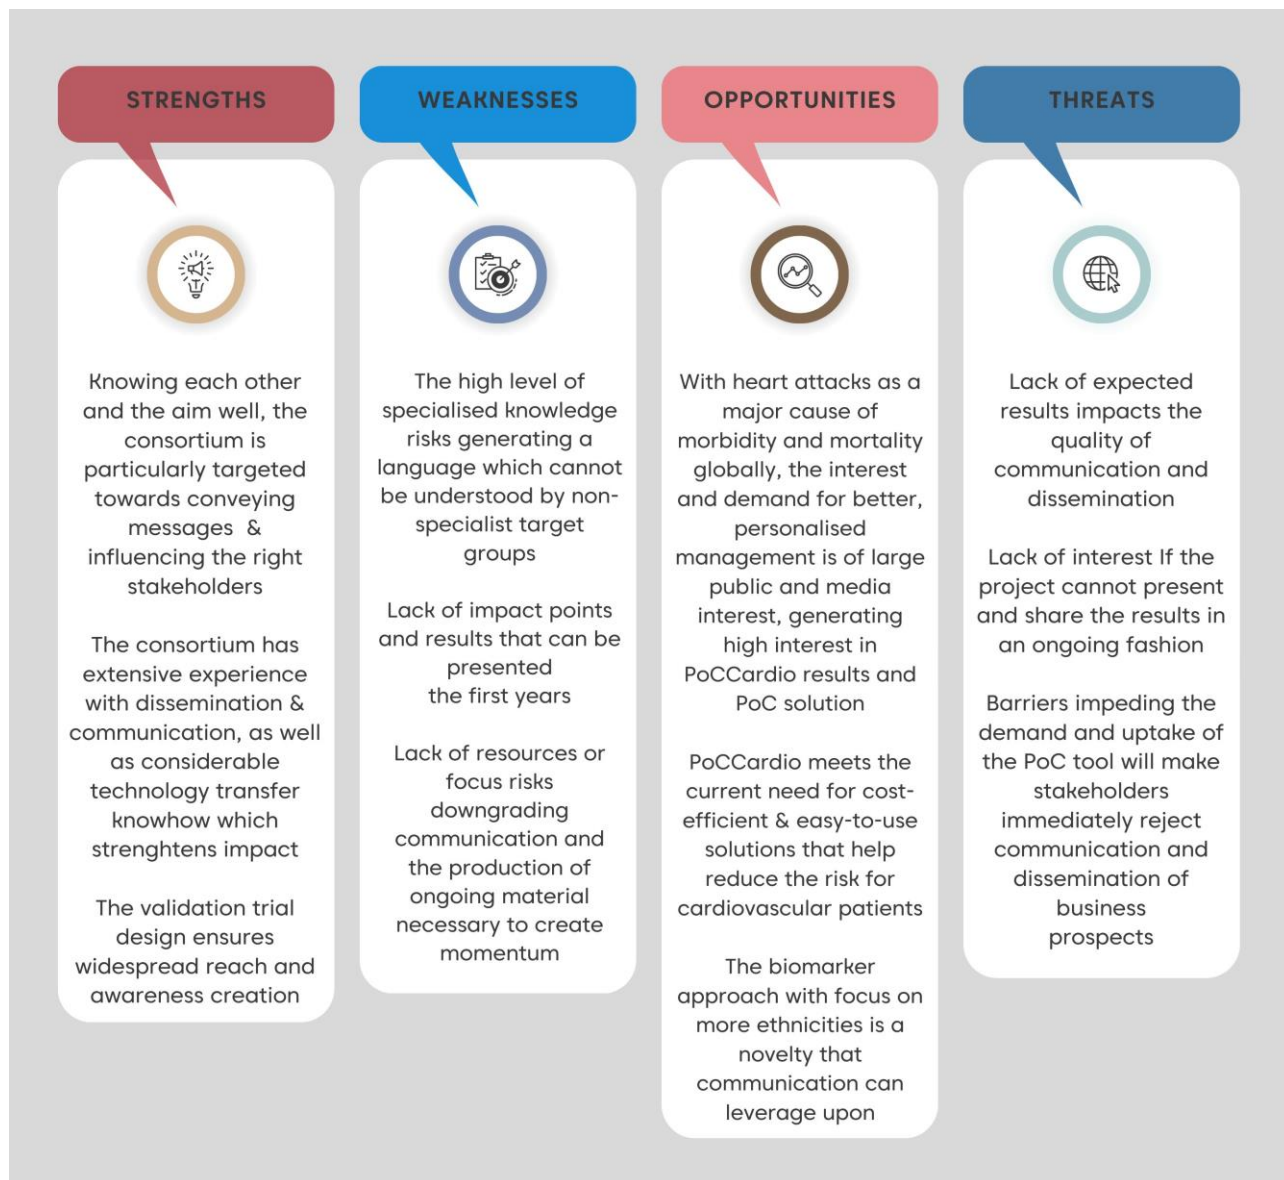 STRENGTHS
Knowing each other
and the aim well, the
consortium is
particularly targeted
towards conveying
messages &
influencing the right
stakeholders
The consortium has
extensive experience
with dissemination &
communication, as well
as considerable
technology transfer
knowhow which
strenghtens impact
The validation trial
design ensures
widespread reach and
awareness creation
WEAKNESSES
The high level of
specialised knowledge
risks generating a
language which cannot
be understood by non-
specialist target
groups
Lack of impact points
and results that can be
presented
the first years
Lack of resources or
focus risks
downgrading
communication and
the production of
ongoing material
necessary to create
momentum
OPPORTUNITIES
With heart attacks as a
major cause of
morbidity and mortality
globally, the interest
and demand for better,
personalised
management is of large
public and media
interest, generating
high interest in
PoCCardio results and
PoC solution
PoCCardio meets the
current need for cost-
efficient & easy-to-use
solutions that help
reduce the risk for
cardiovascular patients
The biomarker
approach with focus on
more ethnicities is a
novelty that
communication can
leverage upon
THREATS
Lack of expected
results impacts the
quality of
communication and
dissemination
Lack of interest If the
project cannot present
and share the results in
an ongoing fashion
Barriers impeding the
demand and uptake of
the PoC tool will make
stakeholders
immediately reject
communication and
dissemination of
business
prospects